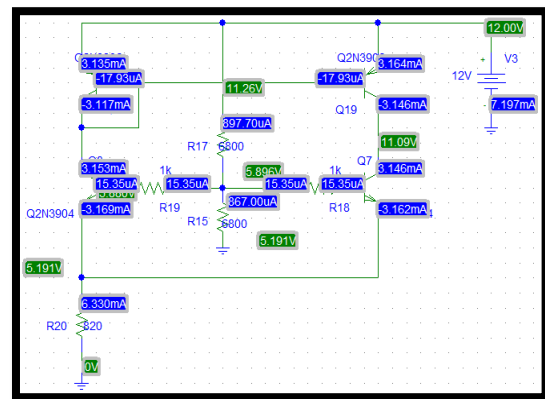 12.00V
3.135mA
Q2N390
3.164mA
+
V3
-17.93uA
-17.93uA
12V
11.26V
-3.117mA
-3.146mA
- 7.197mA
Q19
897.70uA
R17
6800
11.09V
3.153mA
1k
5.896V
1k
Q7
3.146mA
15.35uA
15.35uA
15.35uA
15.35uA
867.00uA
Q2N3904
-3.169mA
R19
R15
6800
R18
-3.162mA
5.191V
5.191V
6.330mA
R20
820
0V